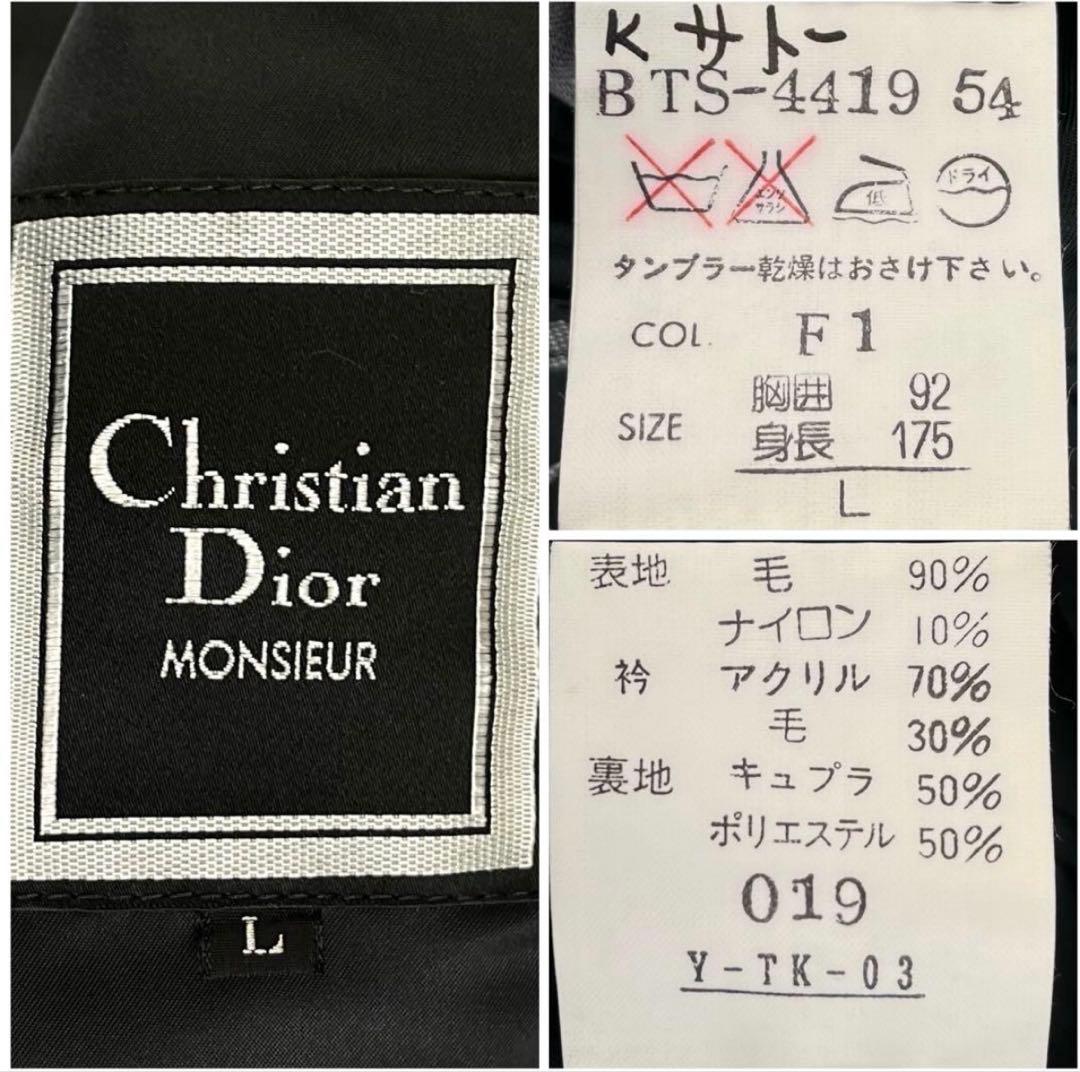 Christian
Dior
MONSIEUR
L
K サトー
BTS-4419 54
エンソ
サラシ
低
ドライ
タンブラー乾燥はおさけ下さい。
COL. F1
SIZE
胸囲 92
身長 175
L
表地 毛 90%
ナイロン 10%
衿 アクリル 70%
毛 30%
裏地 キュプラ 50%
ポリエステル 50%
019
Y-TK-03